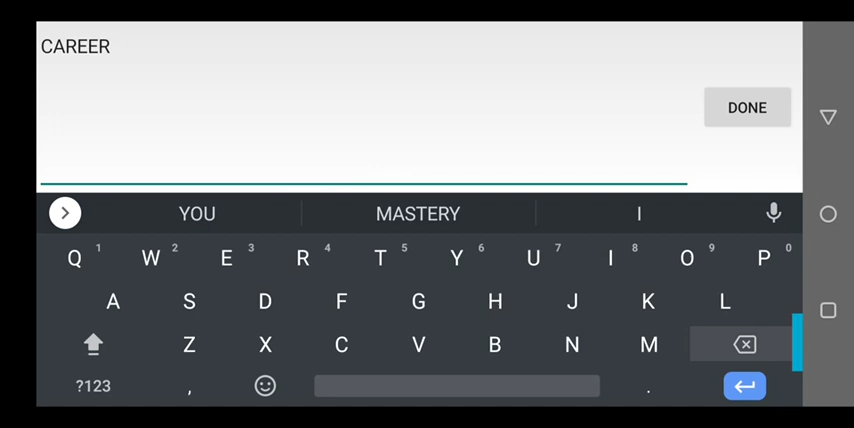 CAREER
DONE
YOU MASTERY I
Q 1 W 2 E 3 R 4 T 5 Y 6 U 7 I 8 O 9 P 0
A S D F G H J K L
Z X C V B N M
?123 , .